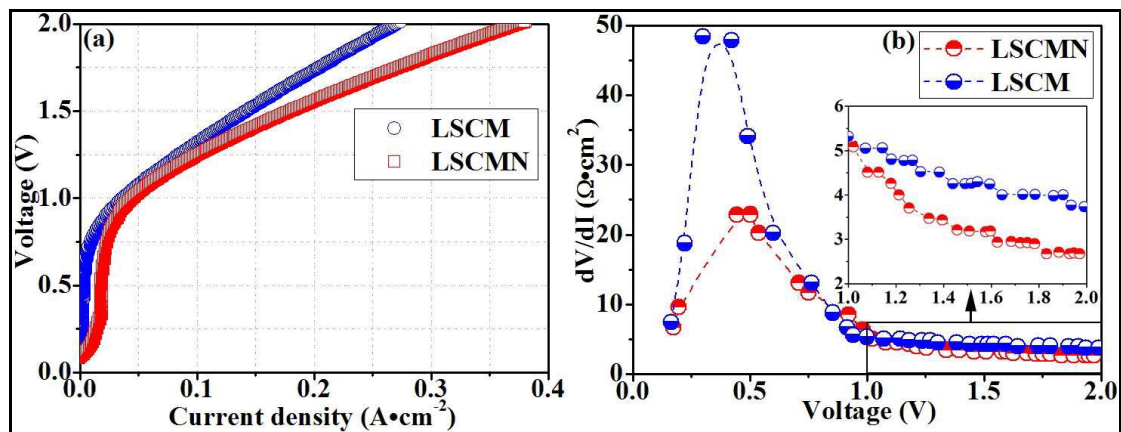 (a)
LSCM
LSCMN
2.0
1.5
1.0
0.5
0.0
Voltage (V)
0.0 0.1 0.2 0.3 0.4
Current density (A•cm-2)
(b)
LSCMN
LSCM
50
40
30
20
10
0
dV/dI (Ω•cm2)
0.0 0.5 1.0 1.5 2.0
Voltage (V)
6
5
4
3
2
1.0 1.2 1.4 1.6 1.8 2.0